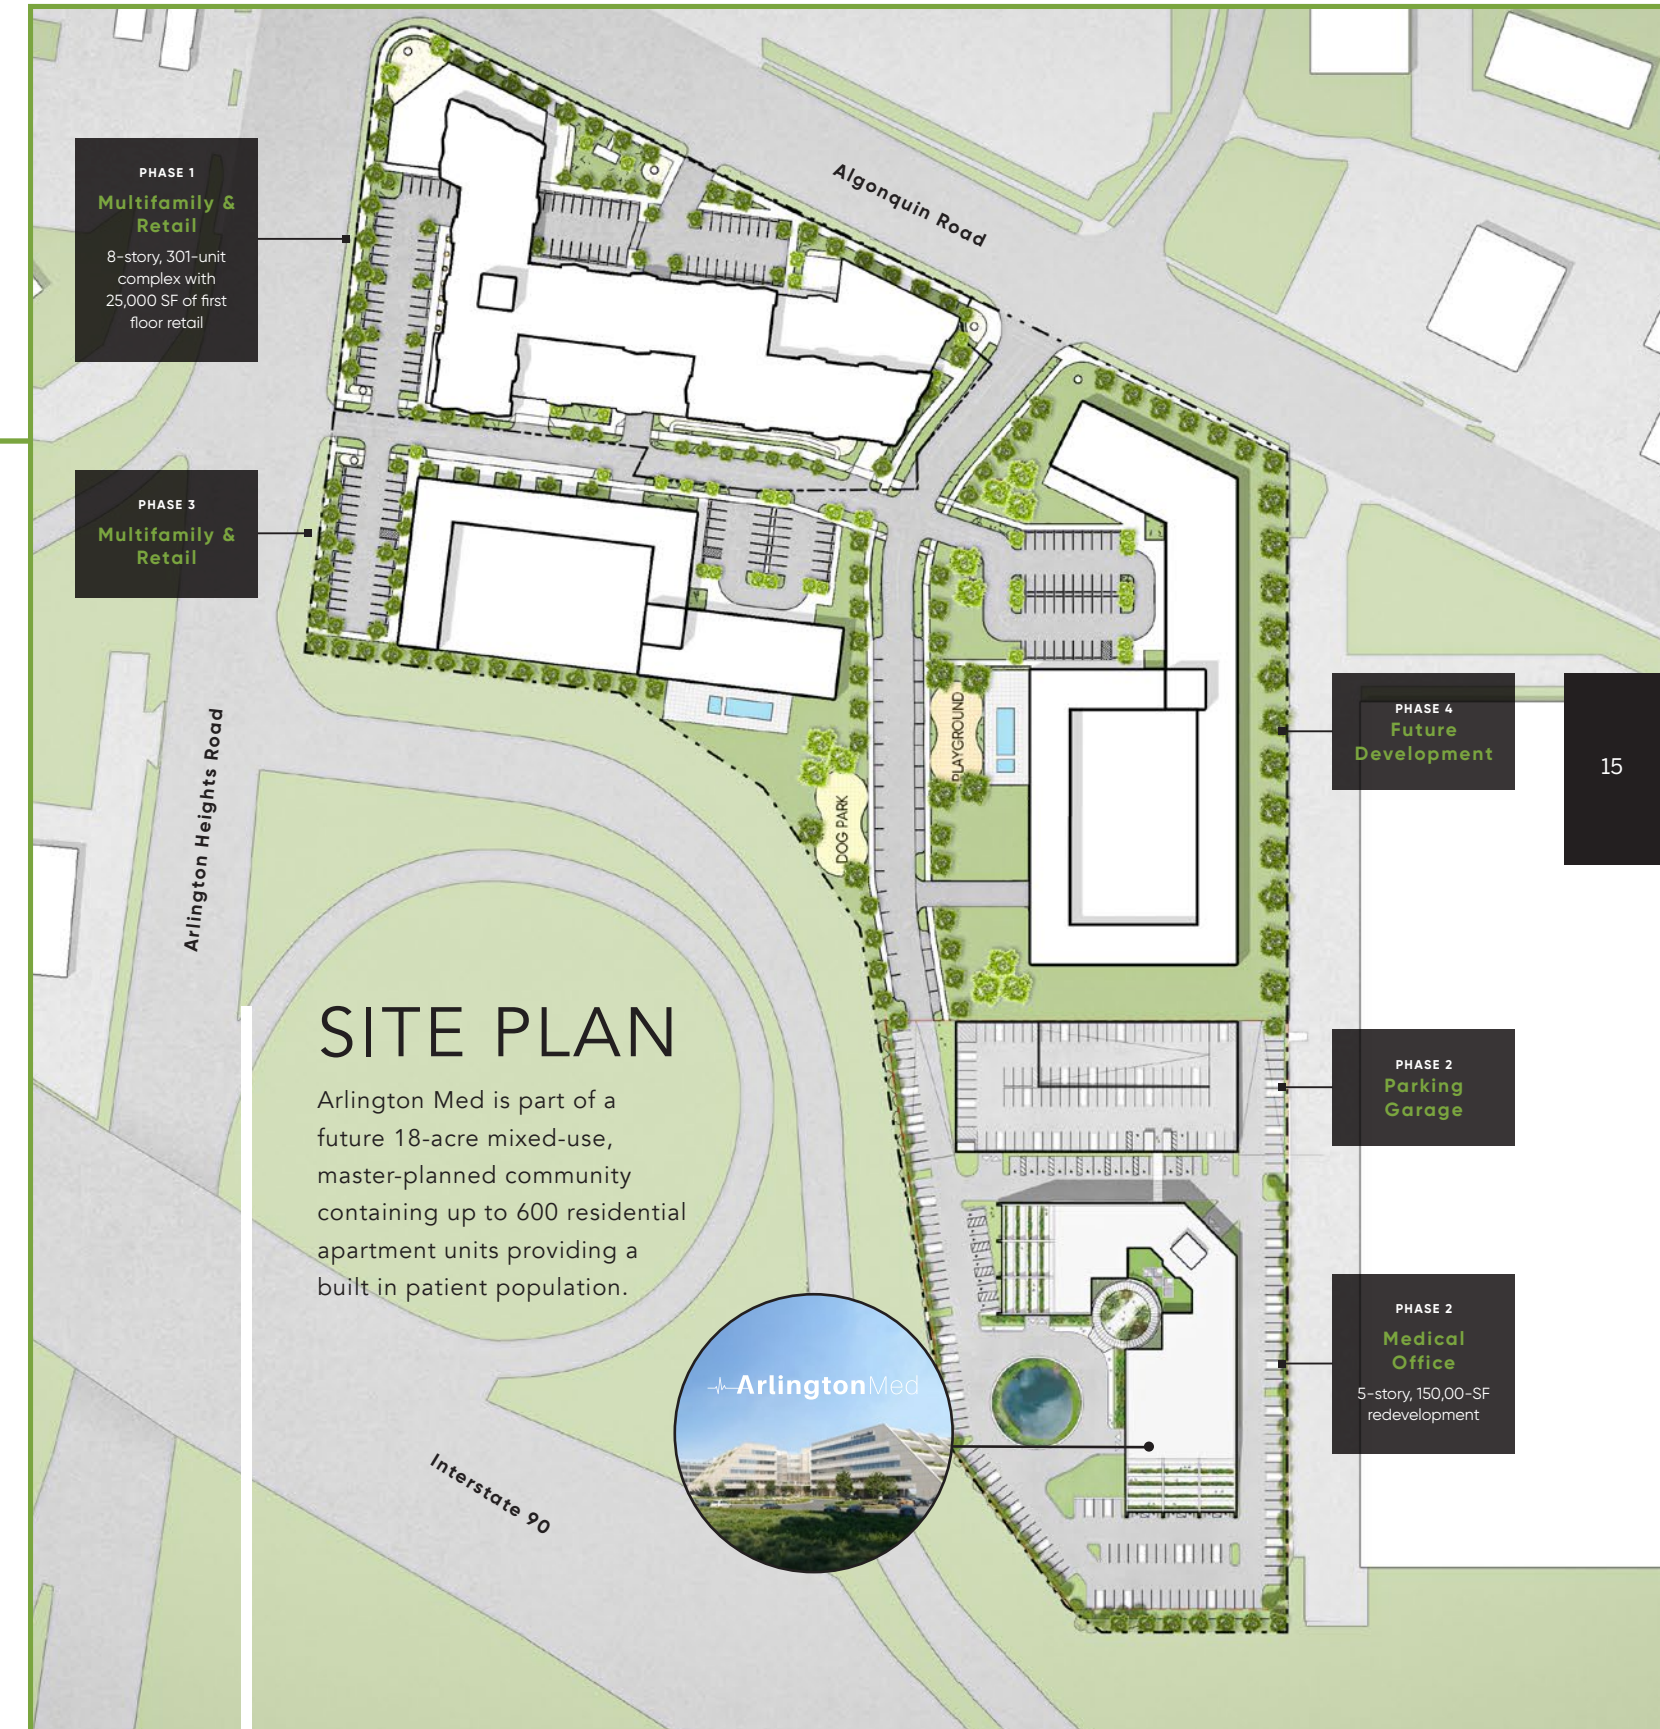 Algonquin Road
PHASE 1
Multifamily &
Retail
8-story, 301-unit
complex with
25,000 SF of first
floor retail
PHASE 3
Multifamily &
Retail
Arlington Heights Road
PLAYGROUND
DOG PARK
PHASE 4
Future
Development
15
SITE PLAN
Arlington Med is part of a
future 18-acre mixed-use,
master-planned community
containing up to 600 residential
apartment units providing a
built in patient population.
PHASE 2
Parking
Garage
PHASE 2
Medical
Office
5-story, 150,00-SF
redevelopment
ArlingtonMed
Interstate 90